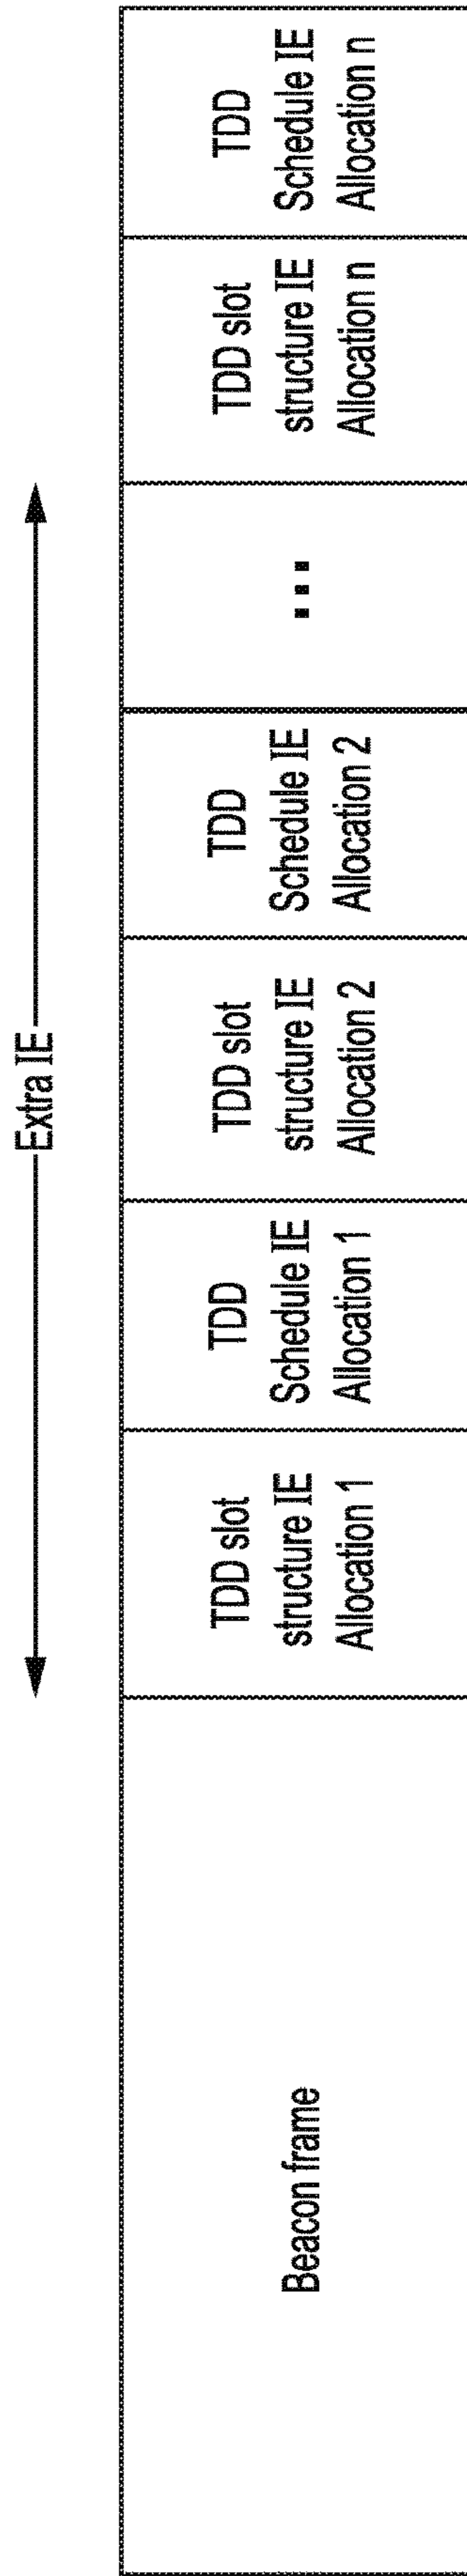 Extra IE
Beacon frame
TDD slot
structure IE
Allocation 1
TDD
Schedule IE
Allocation 1
TDD slot
structure IE
Allocation 2
TDD
Schedule IE
Allocation 2
...
TDD slot
structure IE
Allocation n
TDD
Schedule IE
Allocation n